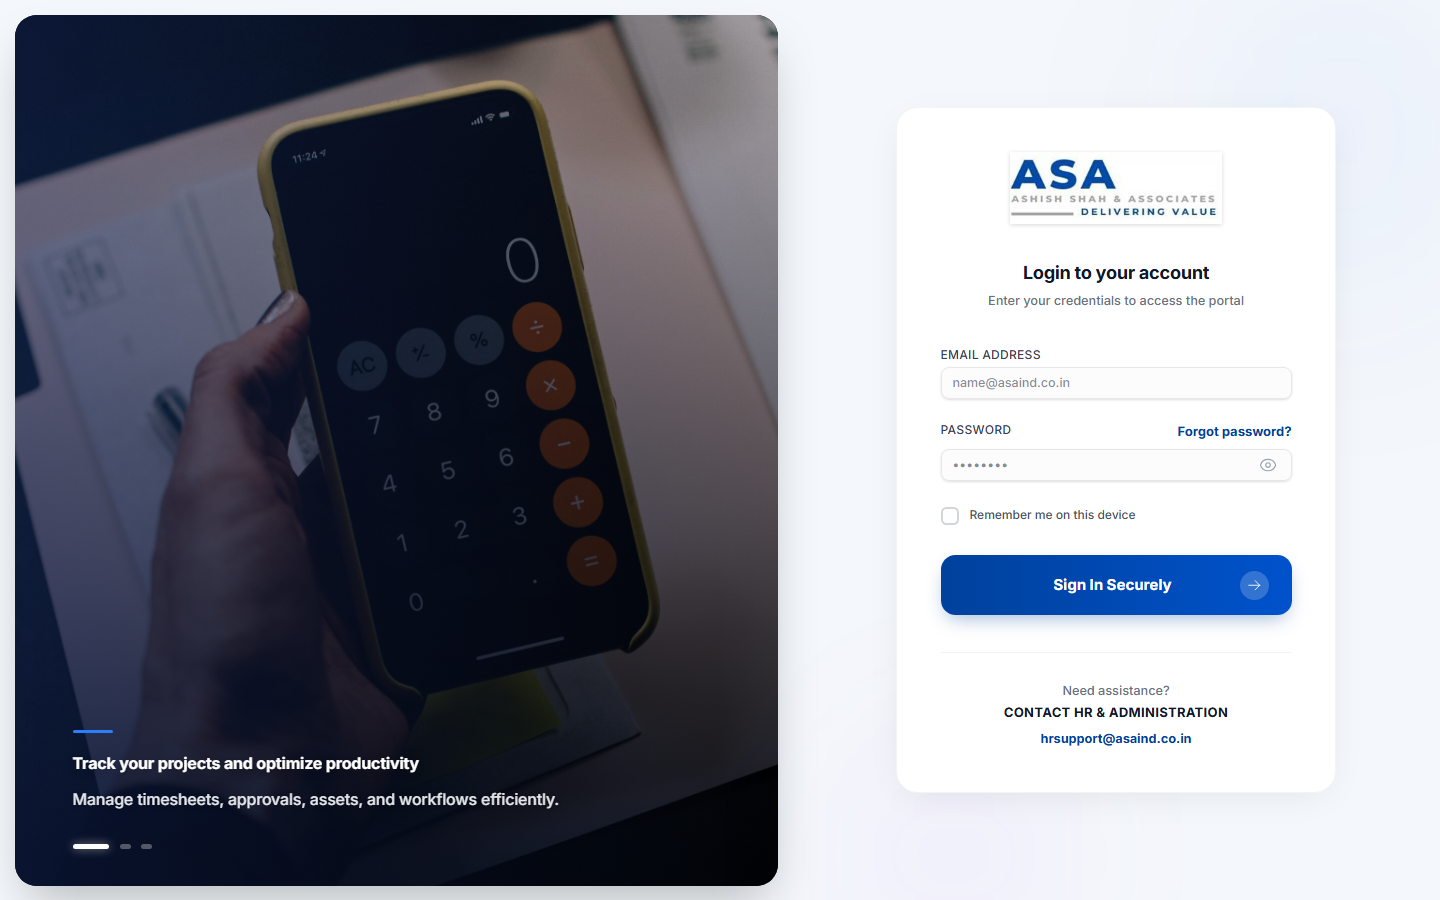 11:24
0
AC
+/-
%
÷
7
8
9
×
4
5
6
−
1
2
3
+
0
.
=
Track your projects and optimize productivity
Manage timesheets, approvals, assets, and workflows efficiently.
ASA
ASHISH SHAH & ASSOCIATES
DELIVERING VALUE
Login to your account
Enter your credentials to access the portal
EMAIL ADDRESS
name@asaind.co.in
PASSWORD
Forgot password?
••••••••
Remember me on this device
Sign In Securely
Need assistance?
CONTACT HR & ADMINISTRATION
hrsupport@asaind.co.in